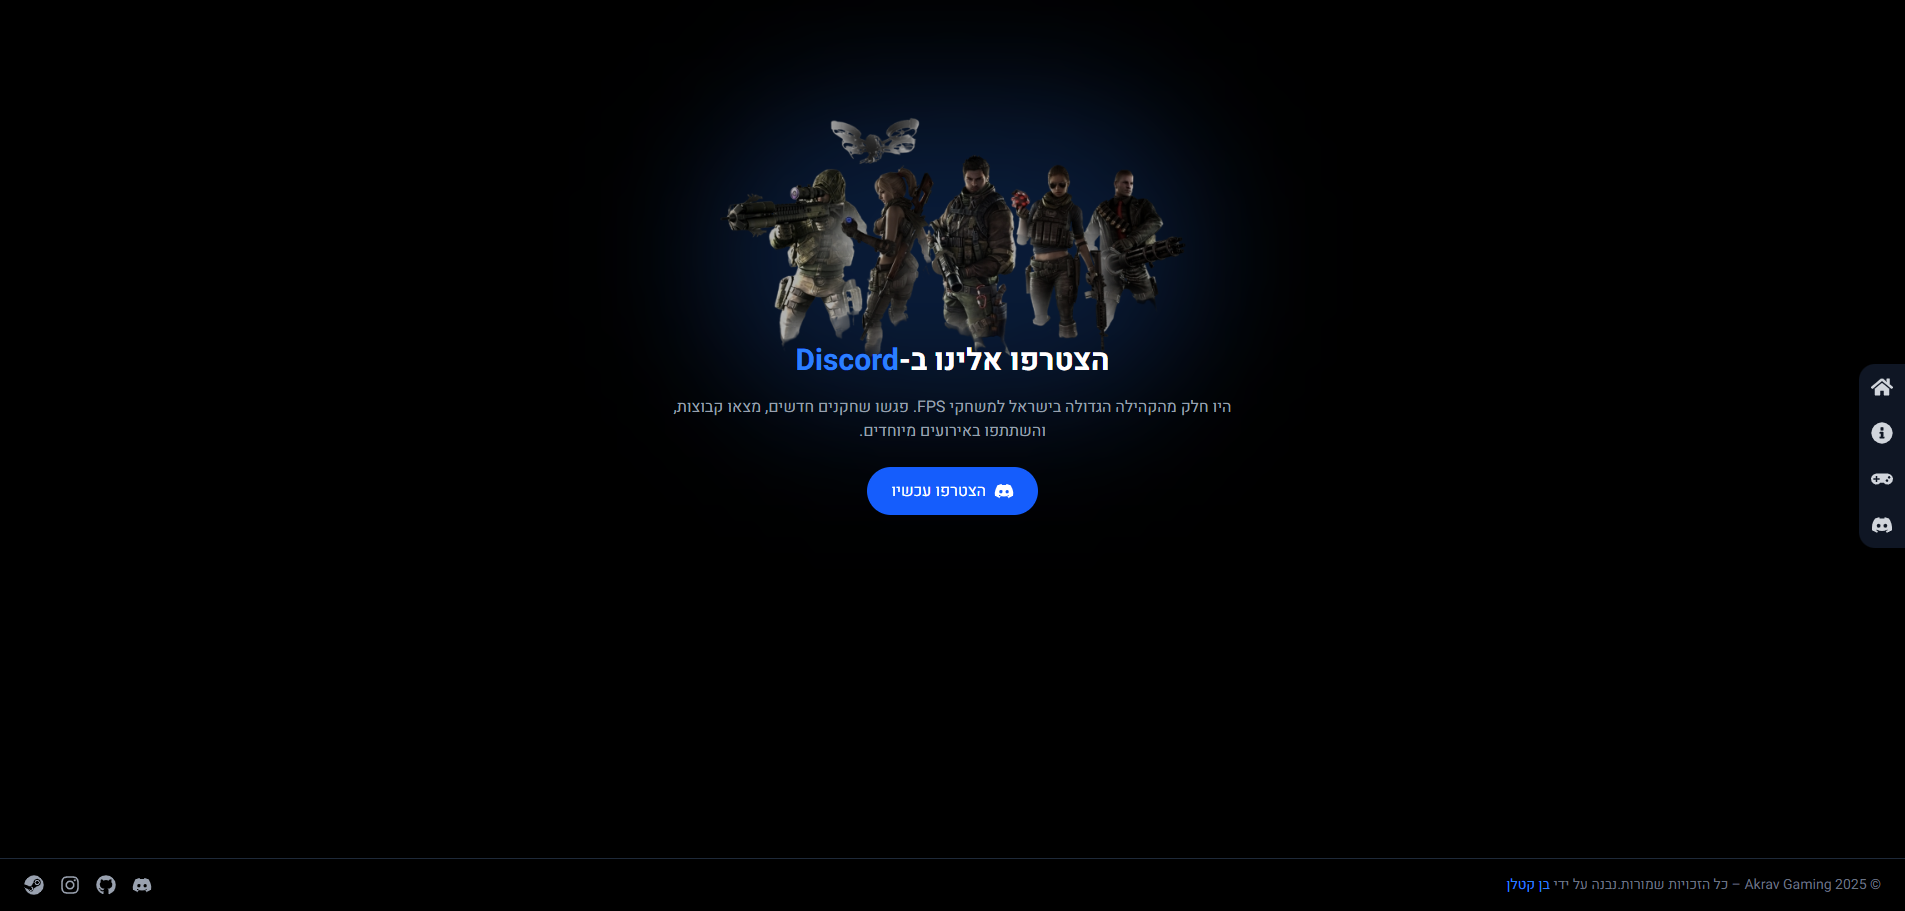 הצטרפו אלינו ב-Discord
היו חלק מהקהילה הגדולה בישראל למשחקי FPS. פגשו שחקנים חדשים, מצאו קבוצות,
והשתתפו באירועים מיוחדים.
הצטרפו עכשיו
© 2025 Akrav Gaming – כל הזכויות שמורות.נבנה על ידי בן קטלן